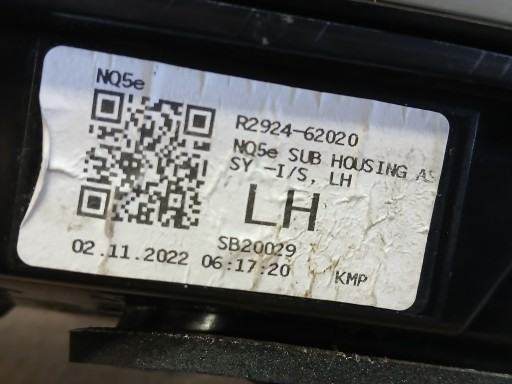 NQ5e
R2924-62020
NQ5e SUB HOUSING AS
SY -I/S, LH
LH
SB20029
02.11.2022 06:17:20
KMP